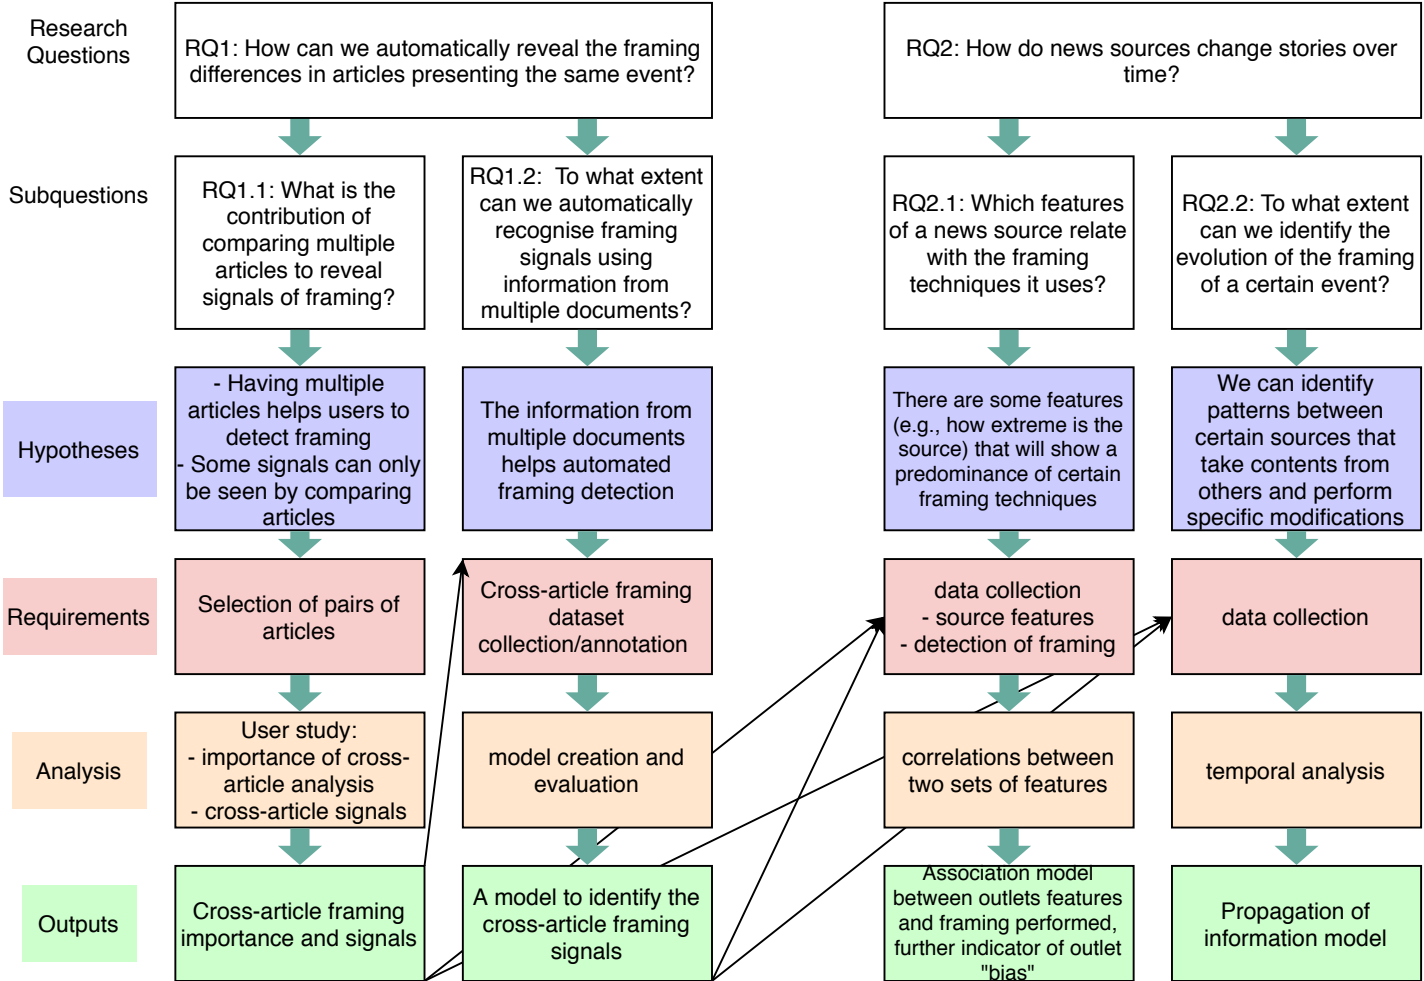 Research
Questions
RQ1: How can we automatically reveal the framing
differences in articles presenting the same event?
RQ2: How do news sources change stories over
time?
Subquestions
RQ1.1: What is the
contribution of
comparing multiple
articles to reveal
signals of framing?
RQ1.2:  To what extent
can we automatically
recognise framing
signals using
information from
multiple documents?
RQ2.1: Which features
of a news source relate
with the framing
techniques it uses?
RQ2.2: To what extent
can we identify the
evolution of the framing
of a certain event?
Hypotheses
- Having multiple
articles helps users to
detect framing
- Some signals can only
be seen by comparing
articles
The information from
multiple documents
helps automated
framing detection
There are some features
(e.g., how extreme is the
source) that will show a
predominance of certain
framing techniques
We can identify
patterns between
certain sources that
take contents from
others and perform
specific modifications
Requirements
Selection of pairs of
articles
Cross-article framing
dataset
collection/annotation
data collection
- source features
- detection of framing
data collection
Analysis
User study:
- importance of cross-
article analysis
- cross-article signals
model creation and
evaluation
correlations between
two sets of features
temporal analysis
Outputs
Cross-article framing
importance and signals
A model to identify the
cross-article framing
signals
Association model
between outlets features
and framing performed,
further indicator of outlet
"bias"
Propagation of
information model